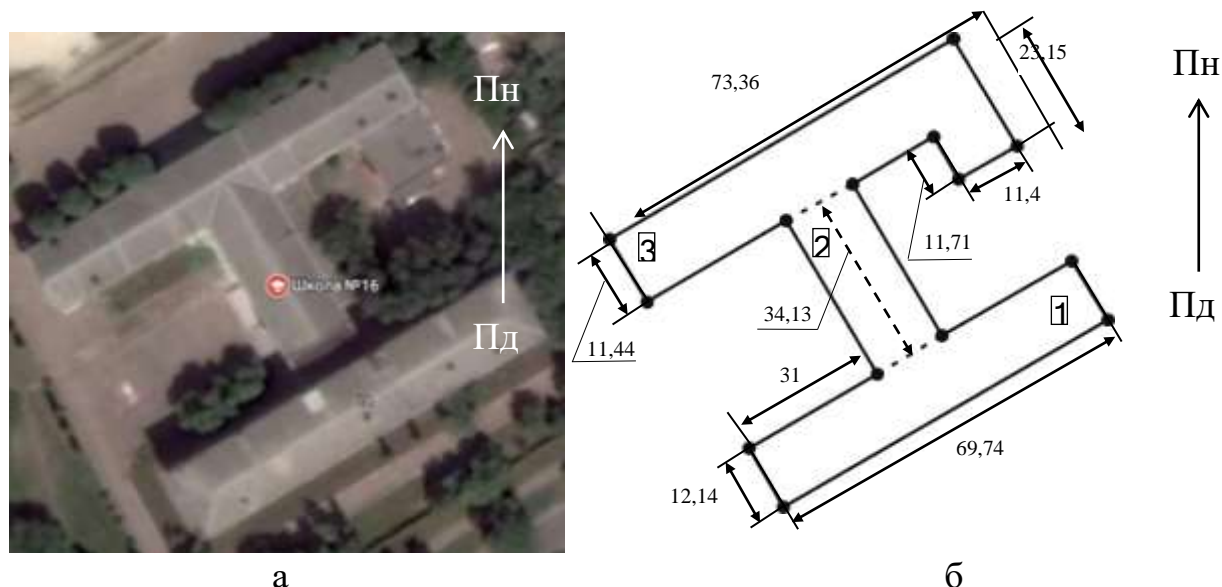 Пн
Школа №16
Пд
а
73,36
23,15
Пн
11,4
3
2
11,71
34,13
1
Пд
11,44
31
69,74
12,14
б